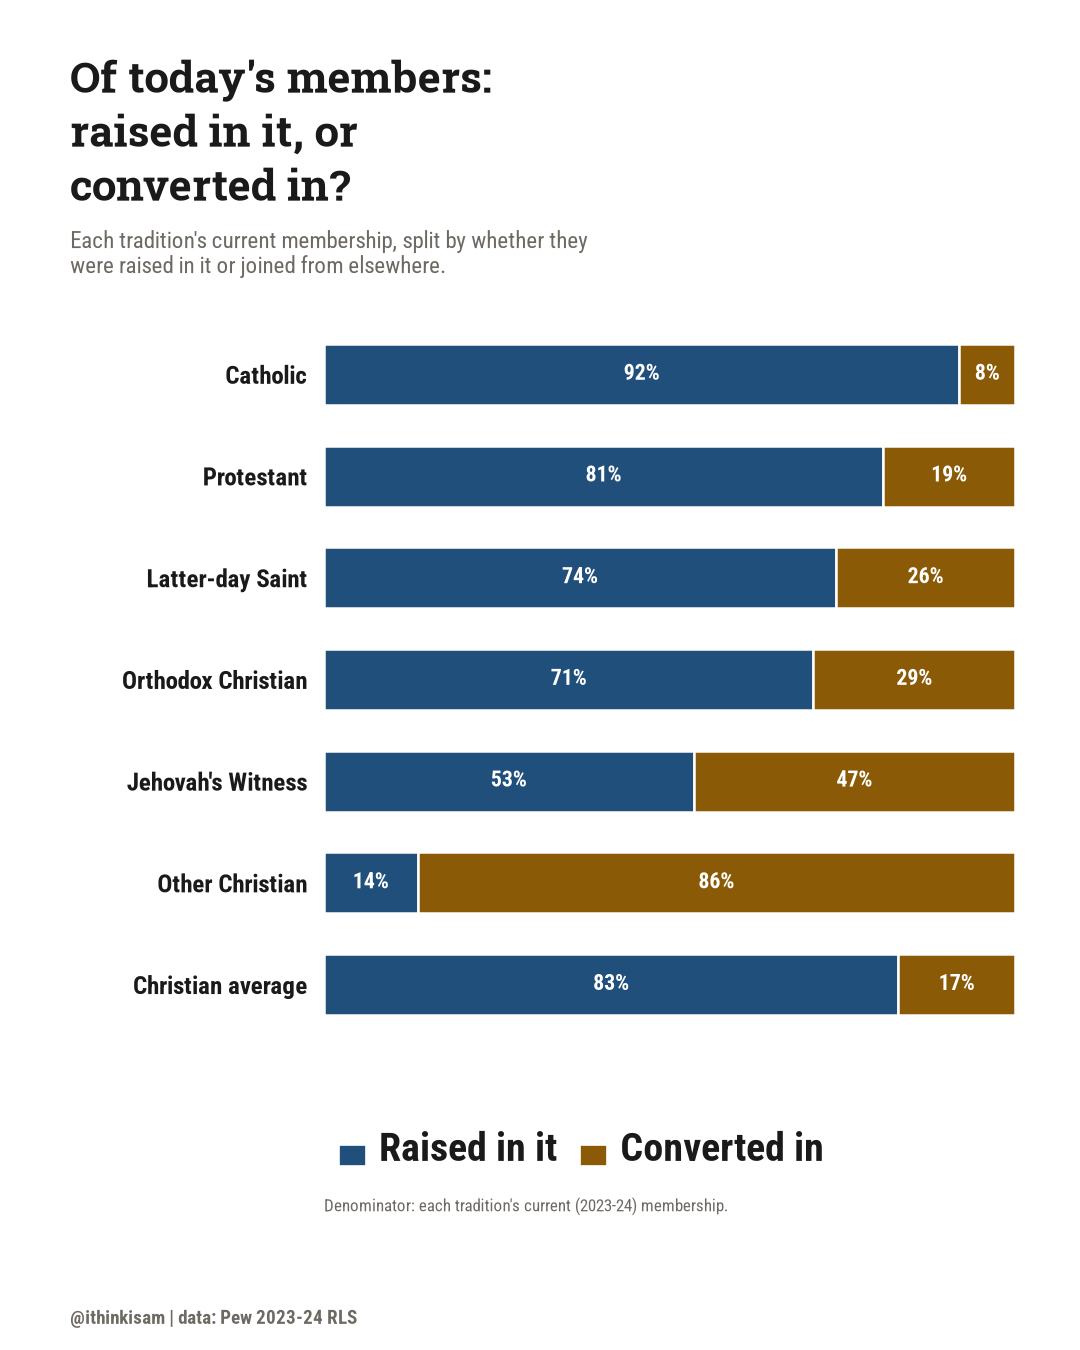 Of today's members:
raised in it, or
converted in?
Each tradition's current membership, split by whether they
were raised in it or joined from elsewhere.
Catholic 92% 8%
Protestant 81% 19%
Latter-day Saint 74% 26%
Orthodox Christian 71% 29%
Jehovah's Witness 53% 47%
Other Christian 14% 86%
Christian average 83% 17%
Raised in it Converted in
Denominator: each tradition's current (2023-24) membership.
@ithinkisam | data: Pew 2023-24 RLS